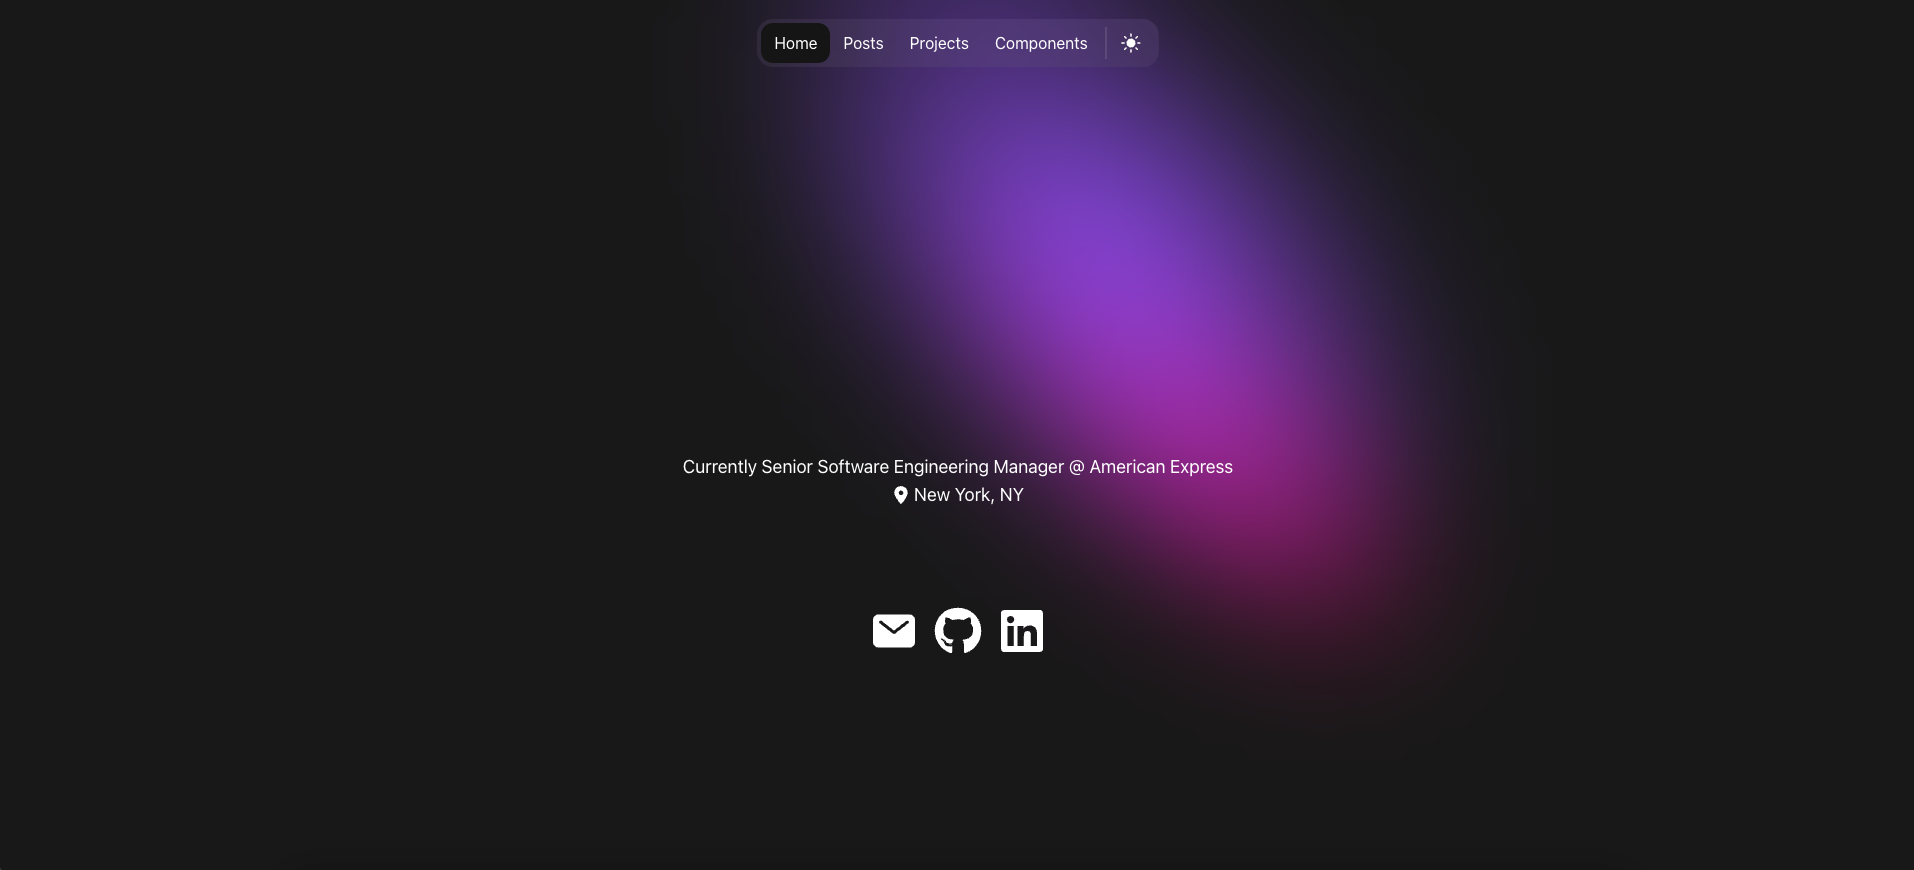 Home Posts Projects Components
Currently Senior Software Engineering Manager @ American Express
New York, NY
in